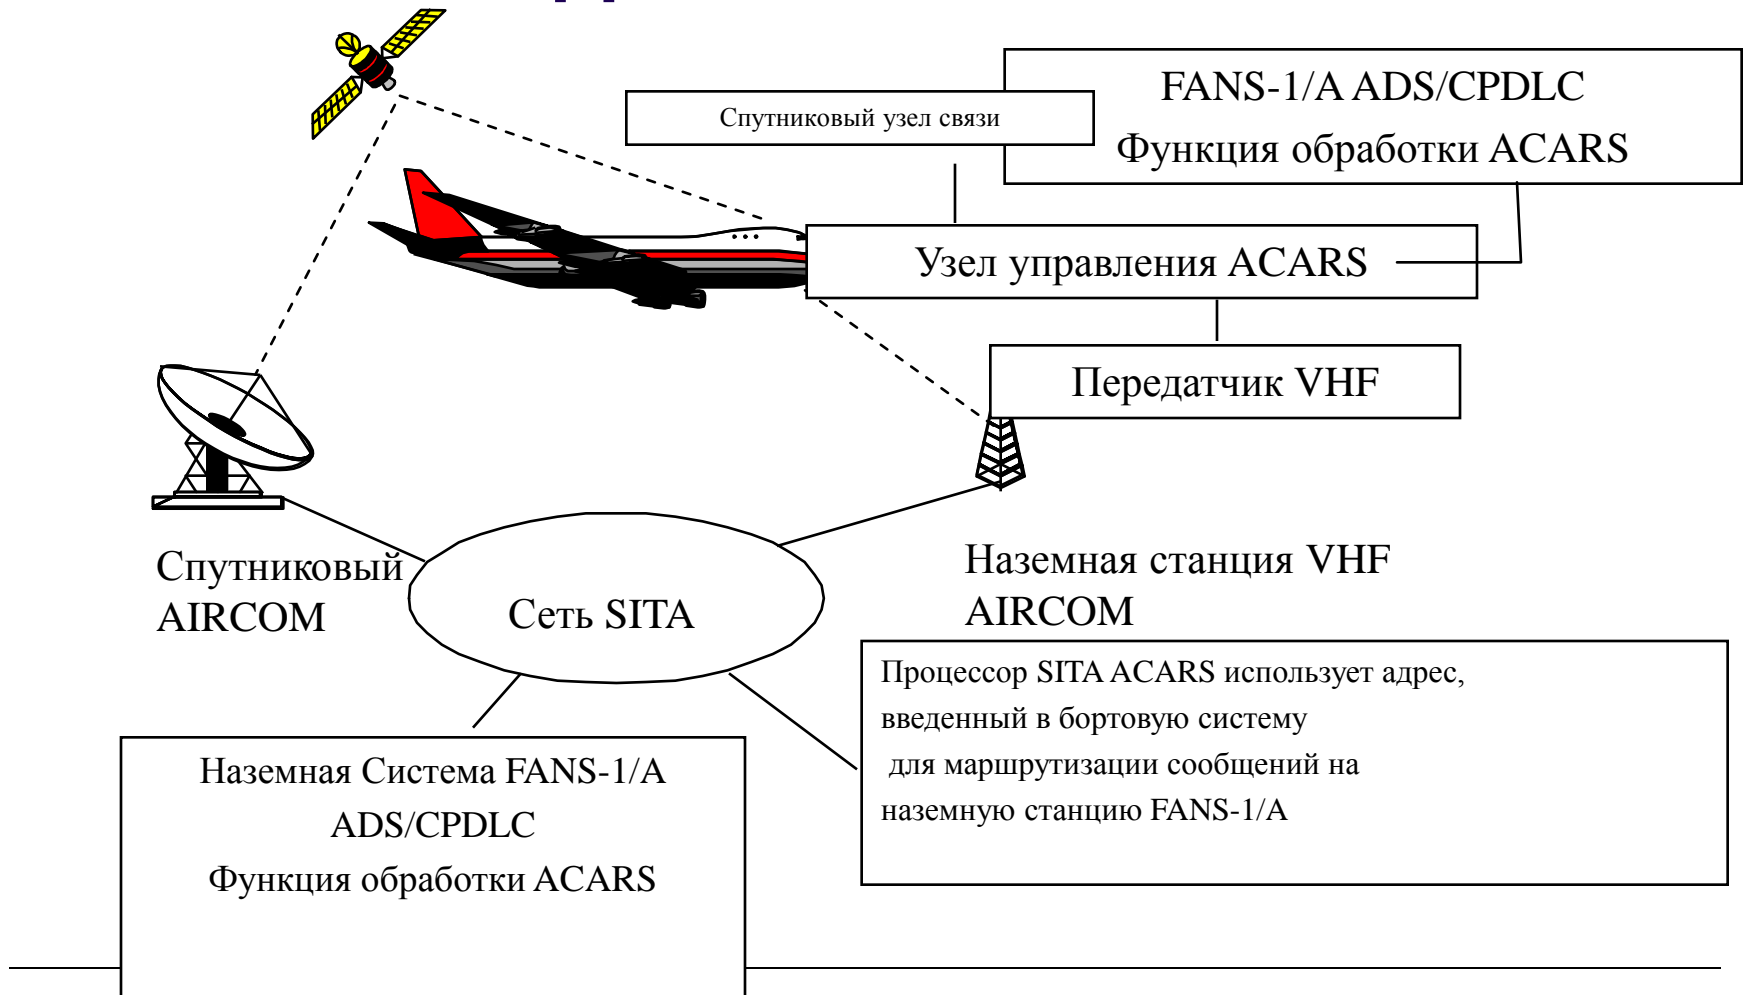 FANS-1/A ADS/CPDLC
Функция обработки ACARS
Спутниковый узел связи
Узел управления ACARS
Передатчик VHF
Спутниковый
AIRCOM
Сеть SITA
Наземная станция VHF
AIRCOM
Процессор SITA ACARS использует адрес,
введенный в бортовую систему
для маршрутизации сообщений на
наземную станцию FANS-1/A
Наземная Система FANS-1/A
ADS/CPDLC
Функция обработки ACARS